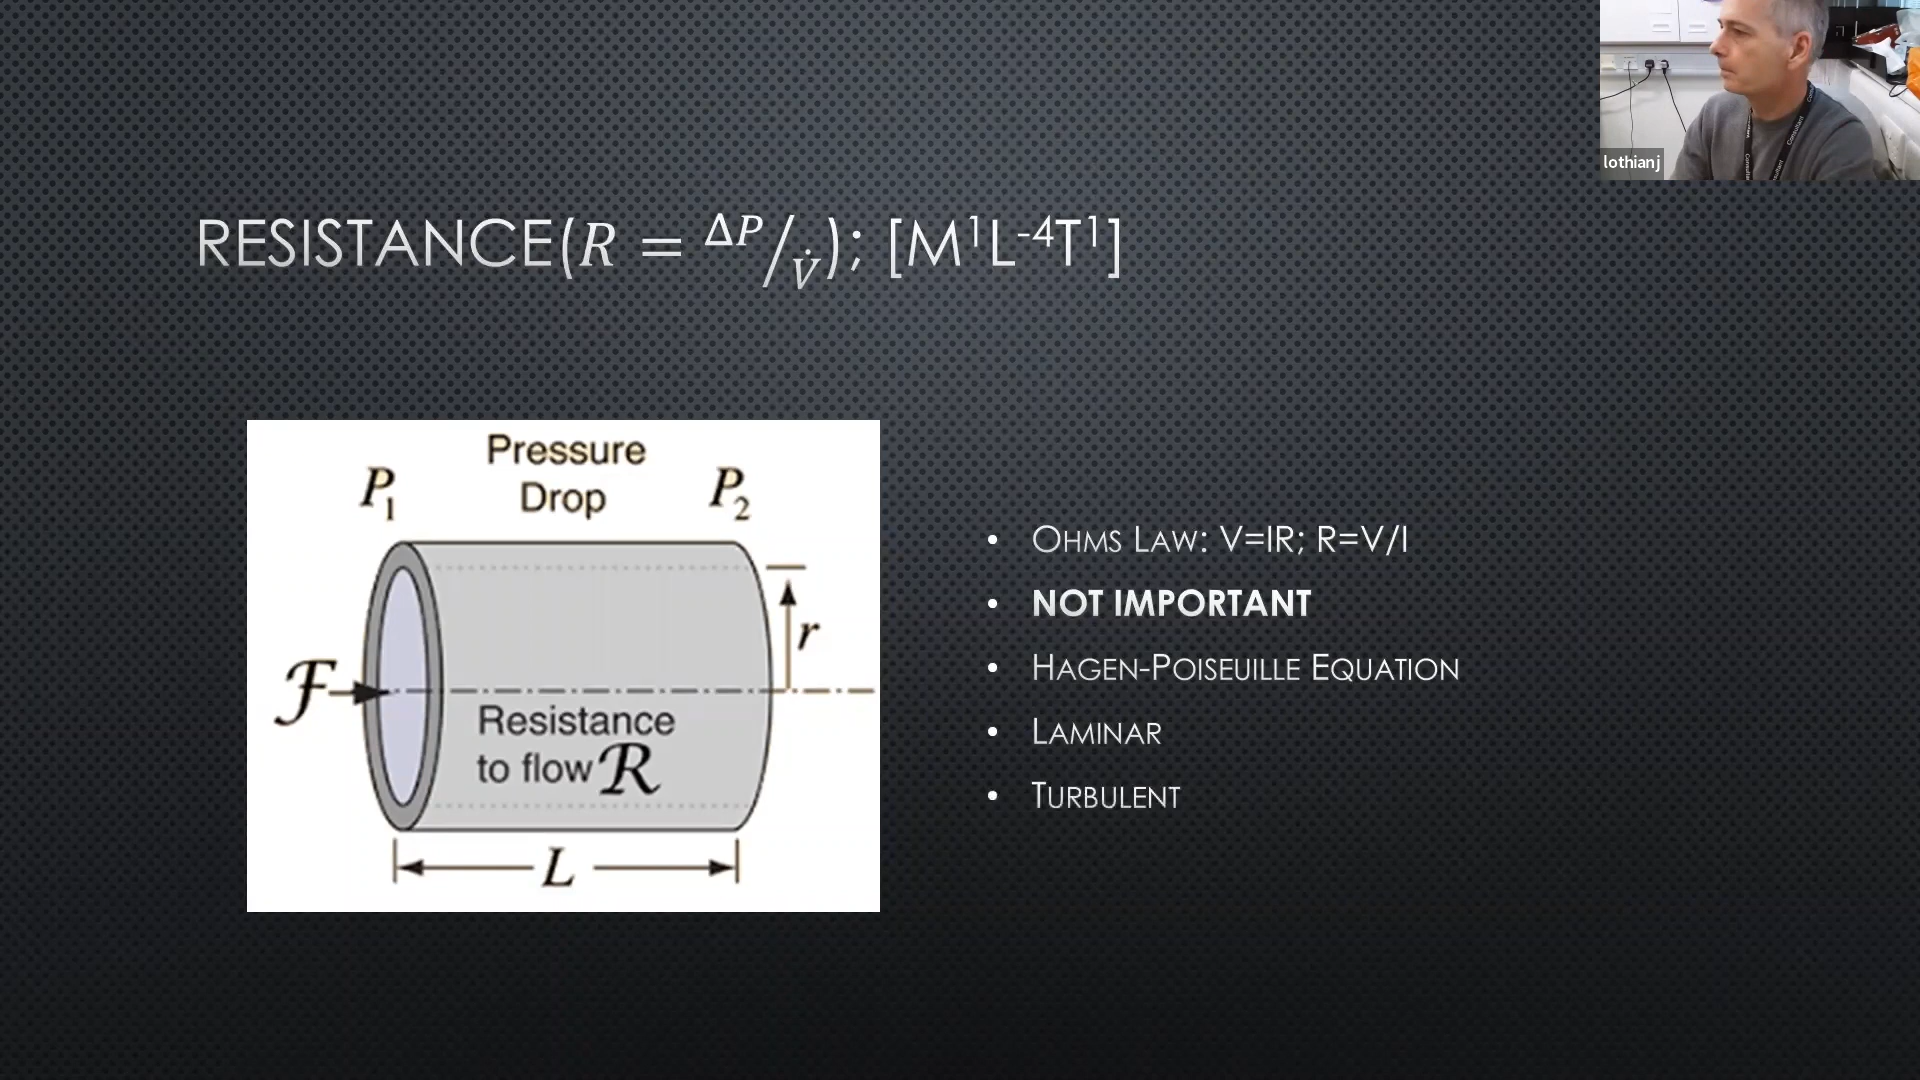 lothianj
Consultant
RESISTANCE(R = ΔP/V̇); [M¹L⁻⁴T¹]
Pressure
Drop
P₁
P₂
r
ℱ
Resistance
to flow ℛ
L
• OHMS LAW: V=IR; R=V/I
• NOT IMPORTANT
• HAGEN-POISEUILLE EQUATION
• LAMINAR
• TURBULENT